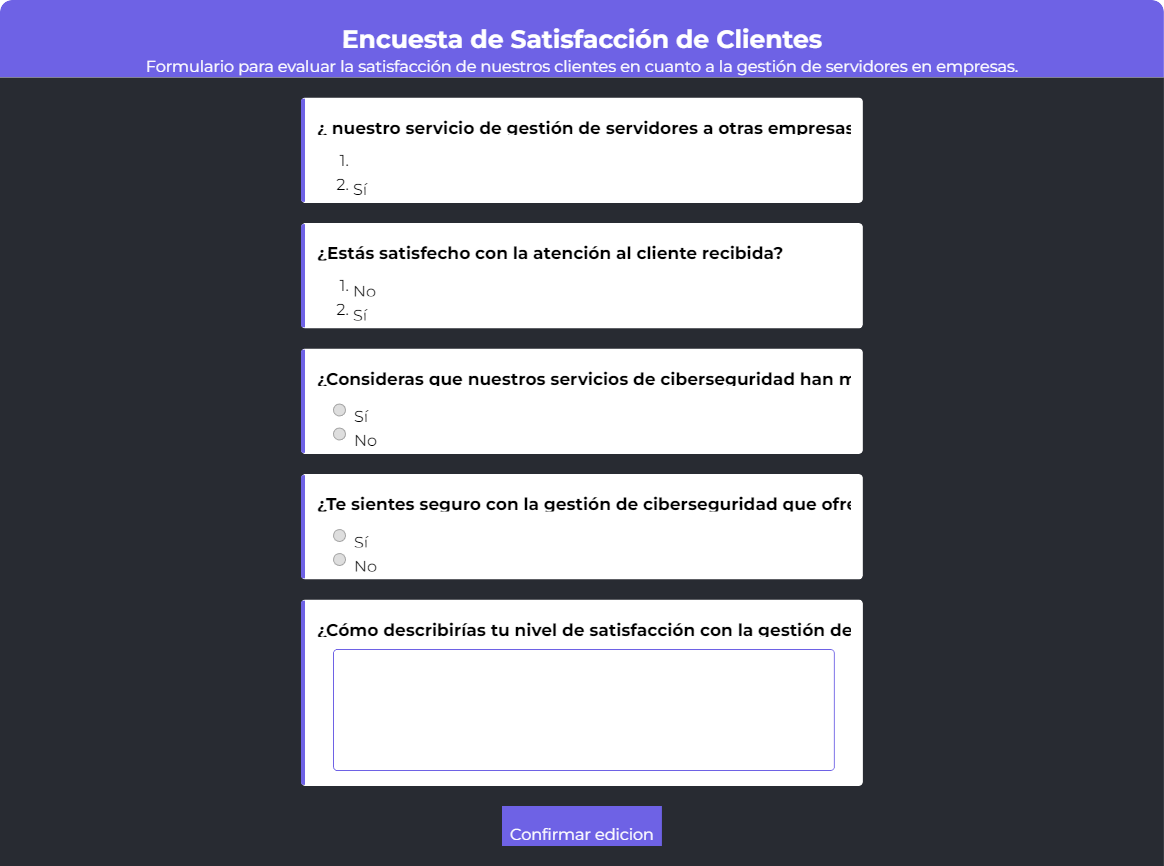 Encuesta de Satisfacción de Clientes
Formulario para evaluar la satisfacción de nuestros clientes en cuanto a la gestión de servidores en empresas.
¿ nuestro servicio de gestión de servidores a otras empresas
1.
2. Sí
¿Estás satisfecho con la atención al cliente recibida?
1. No
2. Sí
¿Consideras que nuestros servicios de ciberseguridad han m
Sí
No
¿Te sientes seguro con la gestión de ciberseguridad que ofre
Sí
No
¿Cómo describirías tu nivel de satisfacción con la gestión de
Confirmar edicion